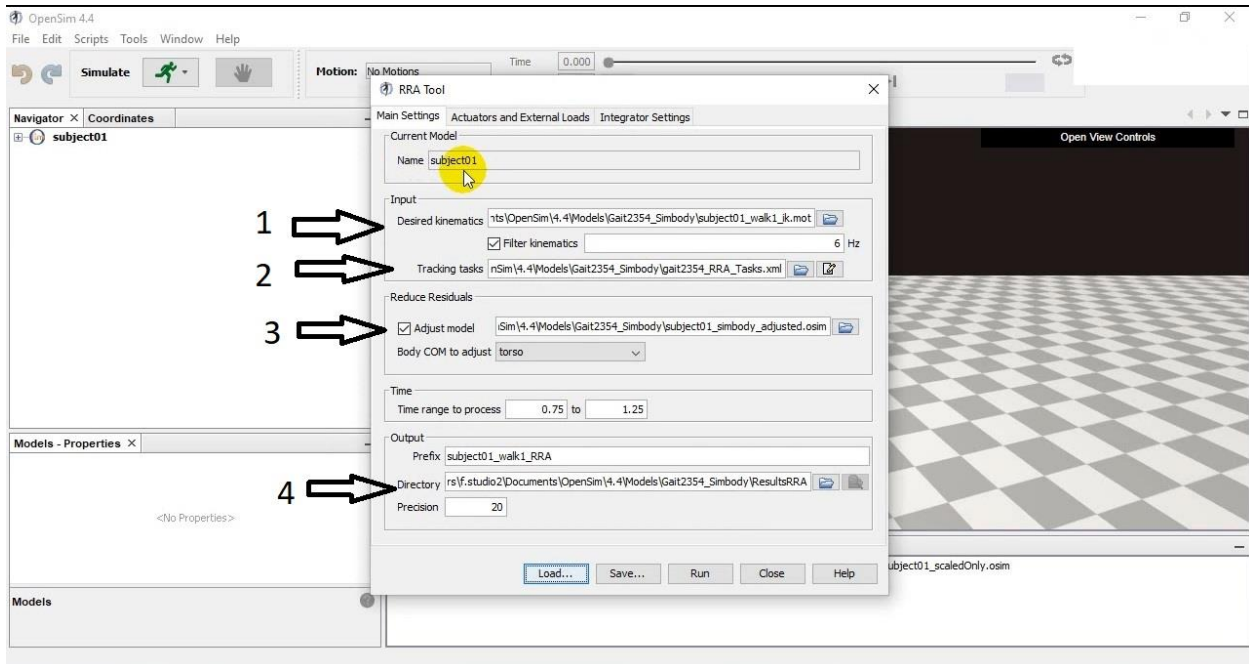 OpenSim 4.4
File Edit Scripts Tools Window Help
Simulate
Motion: No Motions
Time 0.000
RRA Tool
Navigator Coordinates
subject01
Main Settings Actuators and External Loads Integrator Settings
Open View Controls
Current Model
Name subject01
Input
1
Desired kinematics nts\OpenSim\4.4\Models\Gait2354_Simbody\subject01_walk1_ik.mot
Filter kinematics 6 Hz
2
Tracking tasks nSim\4.4\Models\Gait2354_Simbody\gait2354_RRA_Tasks.xml
Reduce Residuals
3
Adjust model iSim\4.4\Models\Gait2354_Simbody\subject01_simbody_adjusted.osim
Body COM to adjust torso
Time
Time range to process 0.75 to 1.25
Models - Properties
Output
Prefix subject01_walk1_RRA
4
Directory rs\f.studio2\Documents\OpenSim\4.4\Models\Gait2354_Simbody\ResultsRRA
Precision 20
<No Properties>
Load... Save... Run Close Help
ubject01_scaledOnly.osim
Models